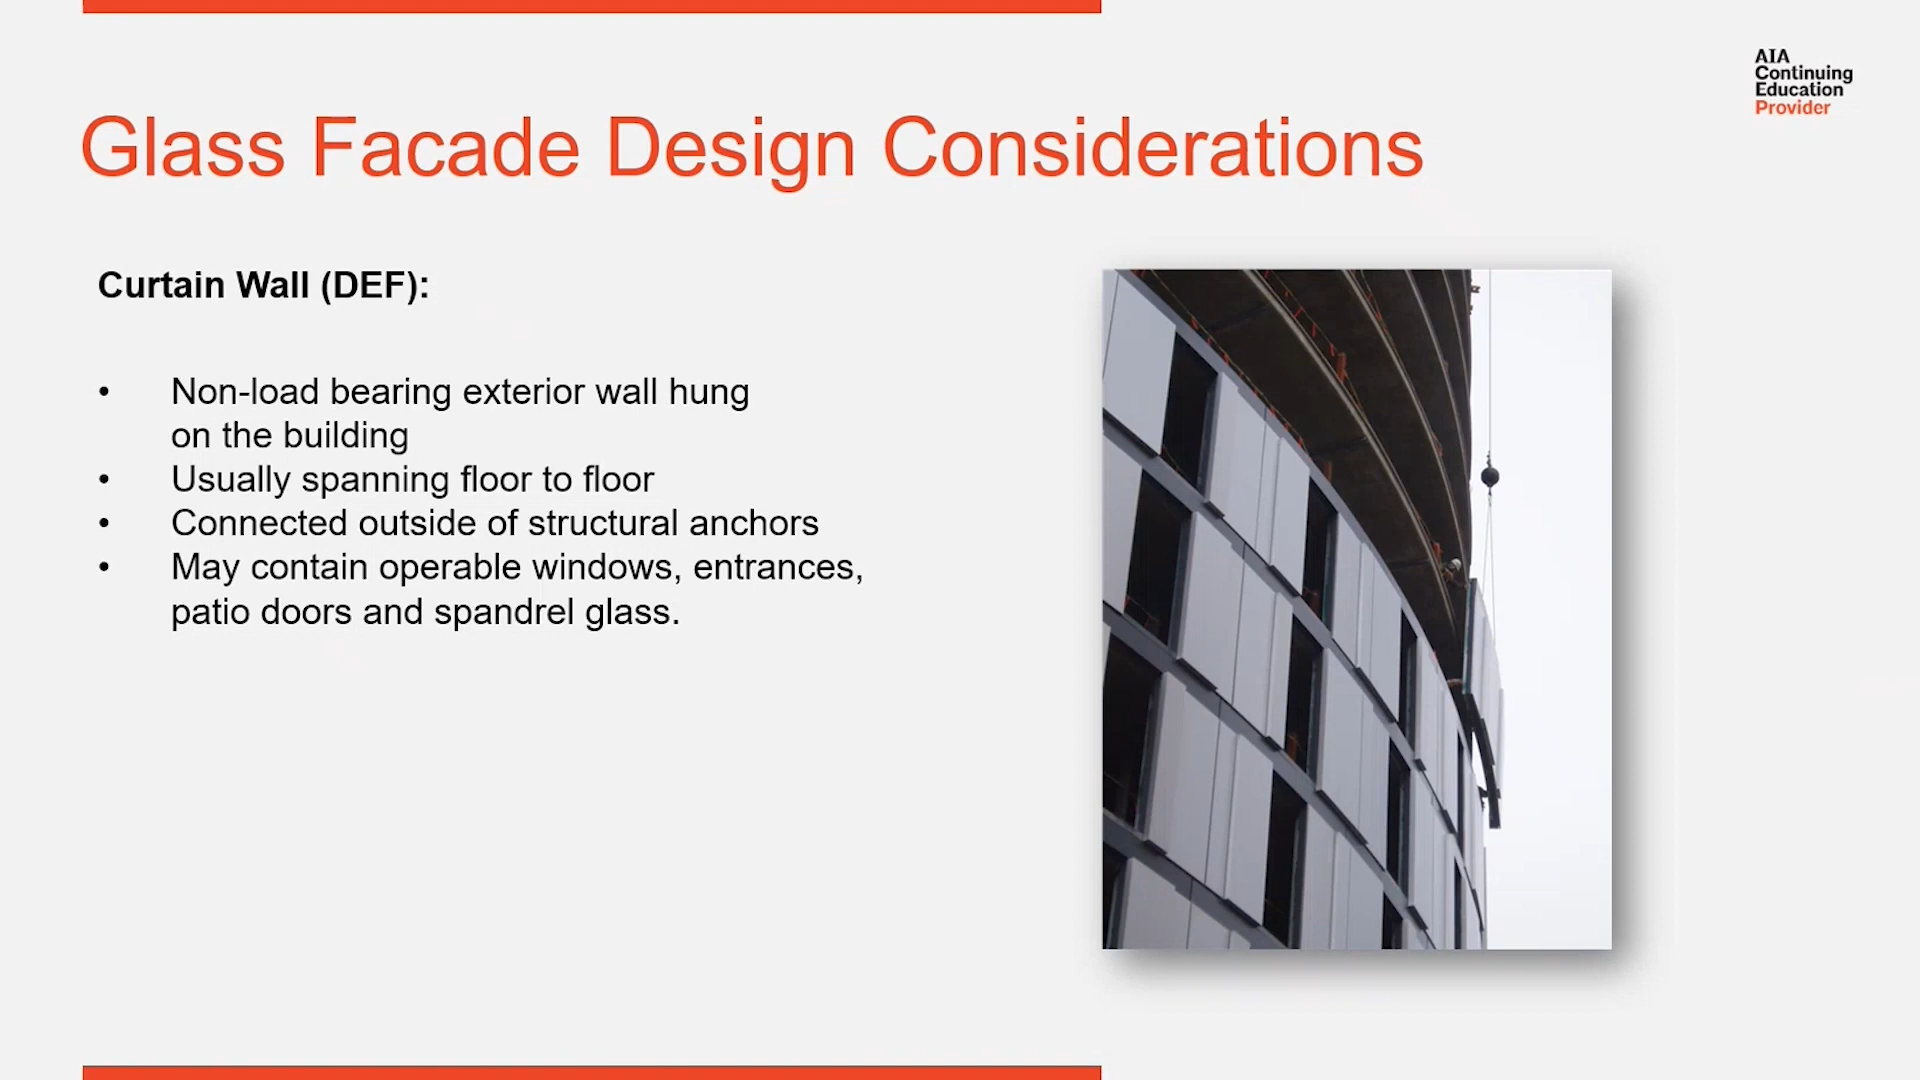 AIA
Continuing
Education
Provider
Glass Facade Design Considerations
Curtain Wall (DEF):
• Non-load bearing exterior wall hung
on the building
• Usually spanning floor to floor
• Connected outside of structural anchors
• May contain operable windows, entrances,
patio doors and spandrel glass.